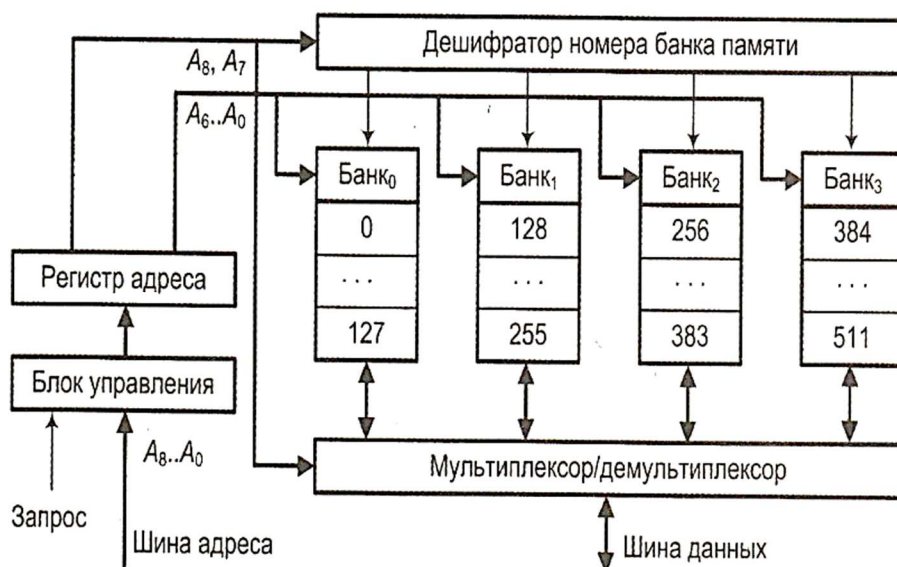 Дешифратор номера банка памяти
A8, A7
A6..A0
Банк0
Банк1
Банк2
Банк3
0
128
256
384
...
...
...
...
127
255
383
511
Регистр адреса
Блок управления
A8..A0
Мультиплексор/демультиплексор
Запрос
Шина адреса
Шина данных